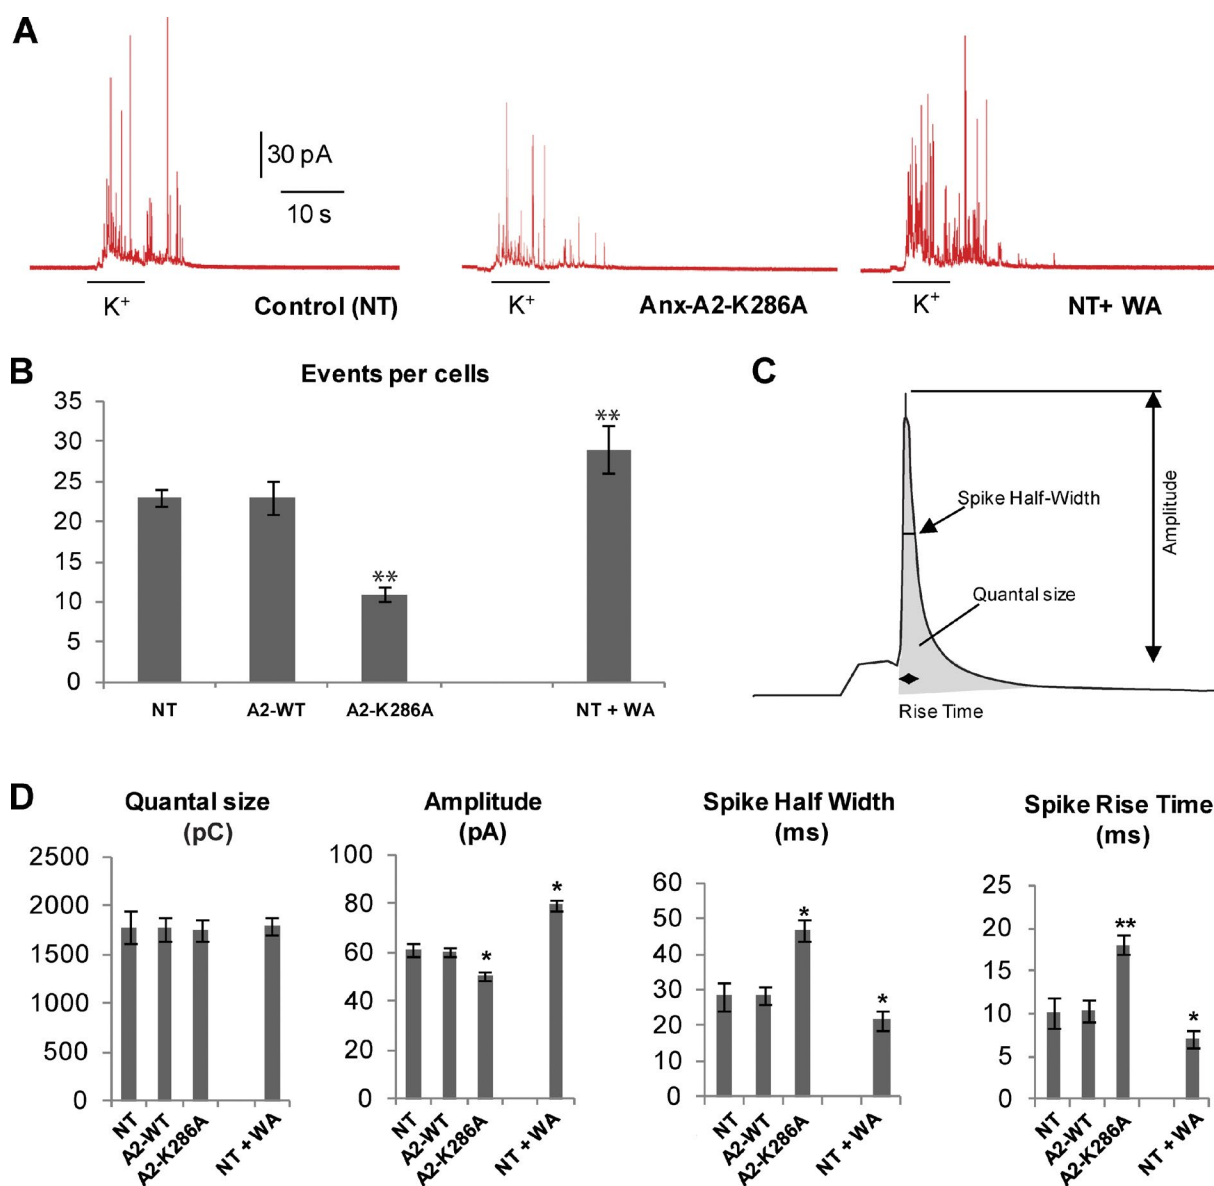 A
30 pA
10 s
K+
Control (NT)
K+
Anx-A2-K286A
K+
NT+ WA
B
Events per cells
35
30
25
20
15
10
5
0
**
**
NT
A2-WT
A2-K286A
NT + WA
C
Spike Half-Width
Quantal size
Amplitude
Rise Time
D
Quantal size
(pC)
2500
2000
1500
1000
500
0
NT
A2-WT
A2-K286A
NT + WA
Amplitude
(pA)
100
80
60
40
20
0
*
*
NT
A2-WT
A2-K286A
NT + WA
Spike Half Width
(ms)
60
50
40
30
20
10
0
*
*
NT
A2-WT
A2-K286A
NT + WA
Spike Rise Time
(ms)
25
20
15
10
5
0
**
*
NT
A2-WT
A2-K286A
NT + WA